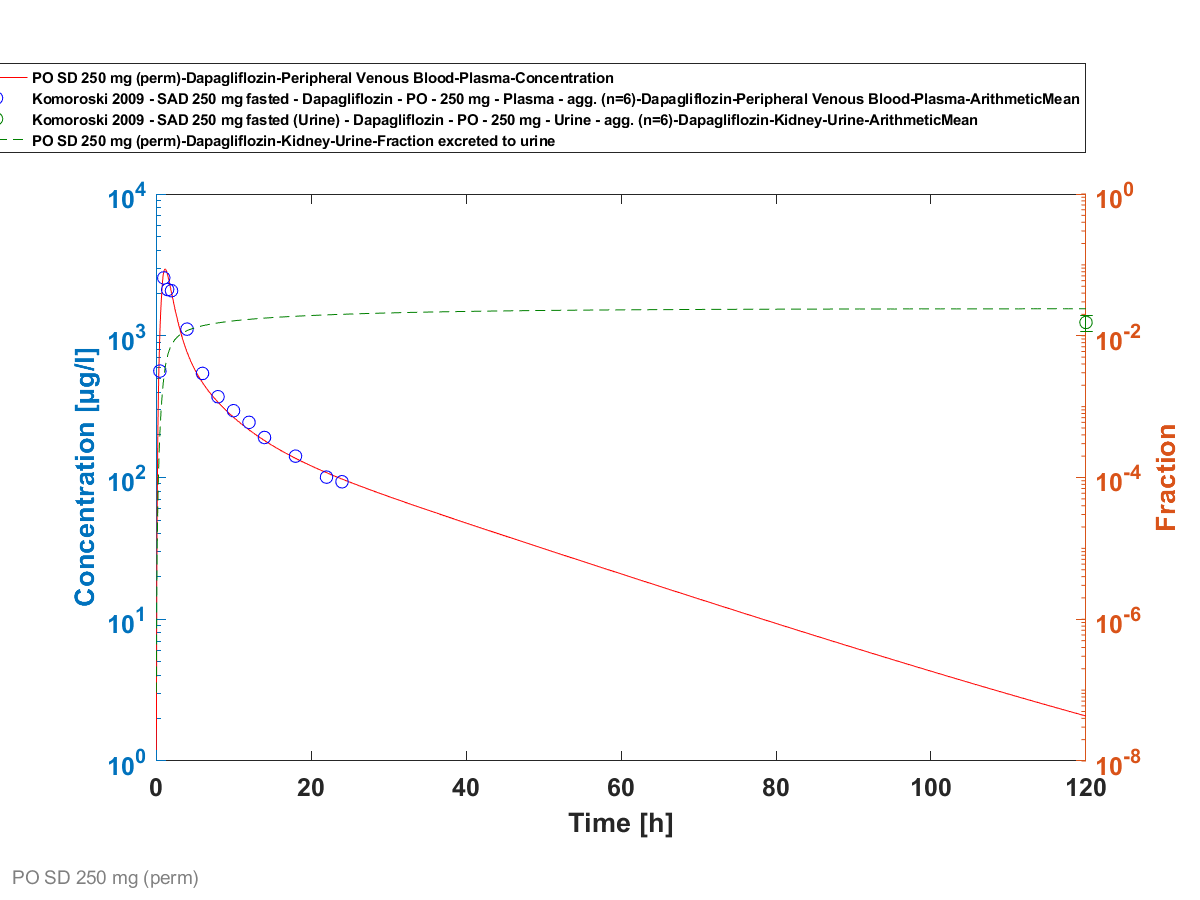 PO SD 250 mg (perm)-Dapagliflozin-Peripheral Venous Blood-Plasma-Concentration
Komoroski 2009 - SAD 250 mg fasted - Dapagliflozin - PO - 250 mg - Plasma - agg. (n=6)-Dapagliflozin-Peripheral Venous Blood-Plasma-ArithmeticMean
Komoroski 2009 - SAD 250 mg fasted (Urine) - Dapagliflozin - PO - 250 mg - Urine - agg. (n=6)-Dapagliflozin-Kidney-Urine-ArithmeticMean
PO SD 250 mg (perm)-Dapagliflozin-Kidney-Urine-Fraction excreted to urine
10^4
10^3
10^2
10^1
10^0
Concentration [µg/l]
10^0
10^-2
10^-4
10^-6
10^-8
Fraction
0 20 40 60 80 100 120
Time [h]
PO SD 250 mg (perm)